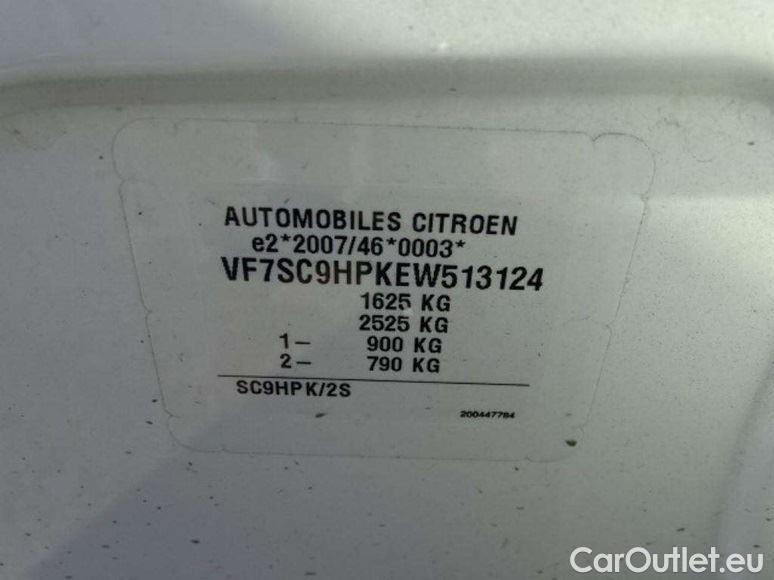 AUTOMOBILES CITROEN
e2*2007/46*0003*
VF7SC9HPKEW513124
1625 KG
2525 KG
1– 900 KG
2– 790 KG
SC9HPK/2S
200447784
CarOutlet.eu